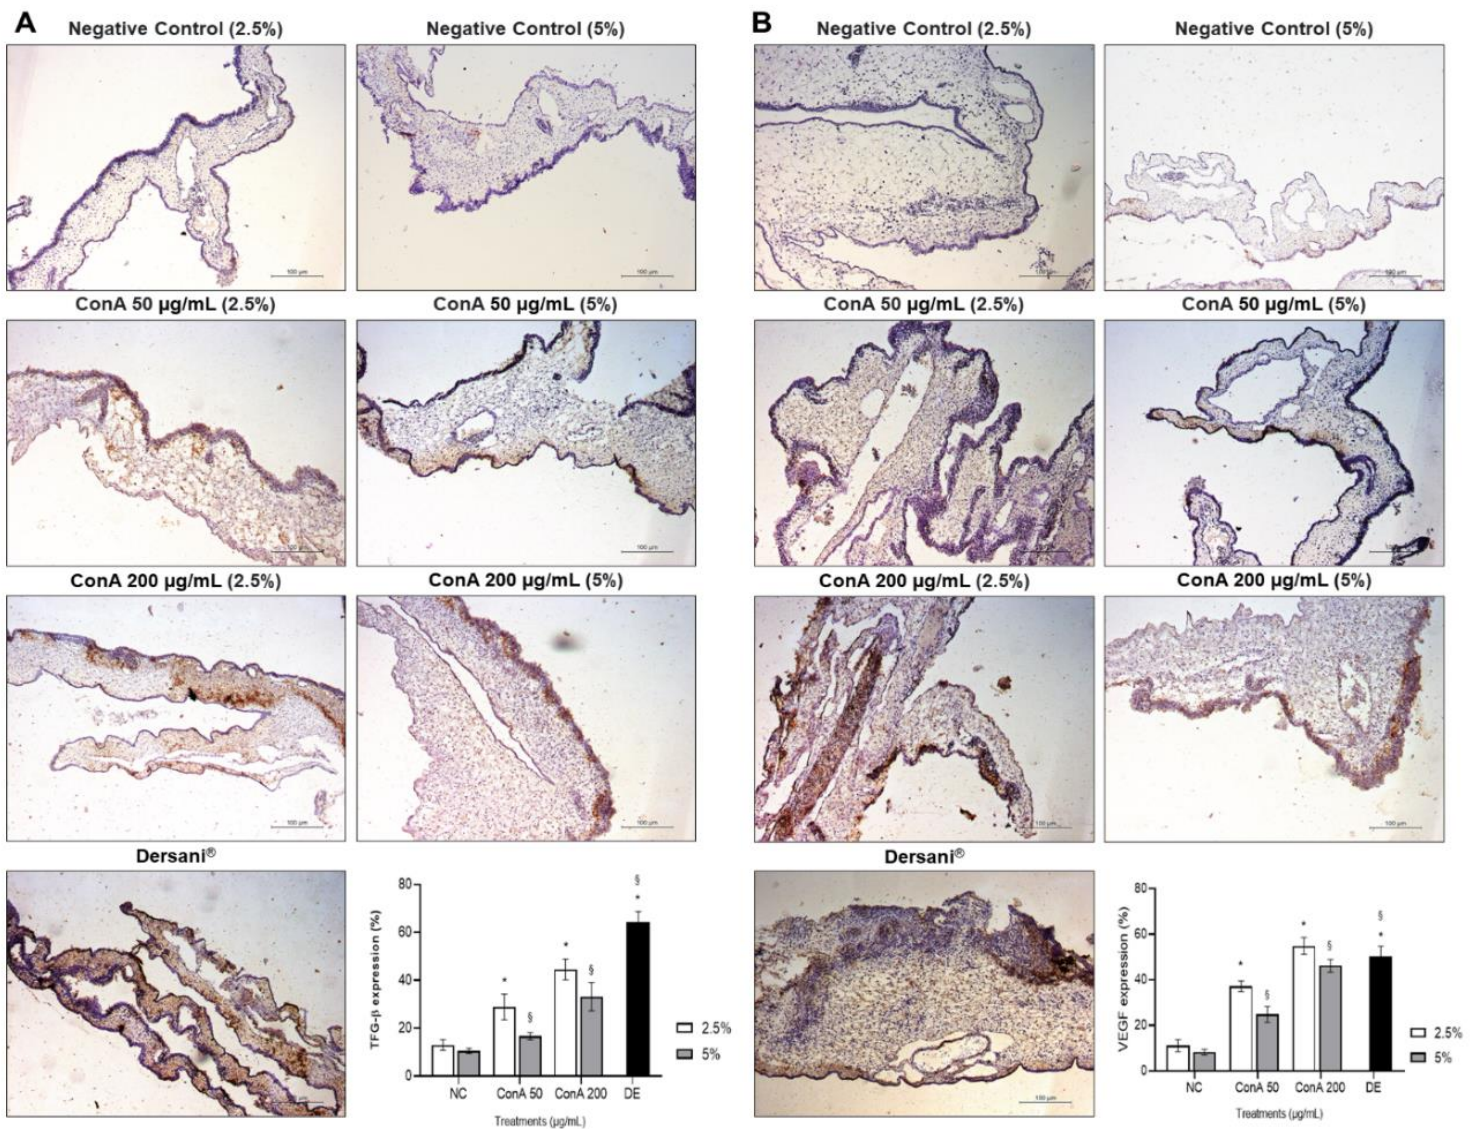 A
Negative Control (2.5%)
Negative Control (5%)
100 µm
100 µm
ConA 50 µg/mL (2.5%)
ConA 50 µg/mL (5%)
100 µm
100 µm
ConA 200 µg/mL (2.5%)
ConA 200 µg/mL (5%)
100 µm
100 µm
Dersani®
TFG-β expression (%)
80
60
40
20
0
*
§
*
§
§
*
NC
ConA 50
ConA 200
DE
Treatments (µg/mL)
2.5%
5%
B
Negative Control (2.5%)
Negative Control (5%)
100 µm
100 µm
ConA 50 µg/mL (2.5%)
ConA 50 µg/mL (5%)
ConA 200 µg/mL (2.5%)
ConA 200 µg/mL (5%)
100 µm
100 µm
Dersani®
100 µm
VEGF expression (%)
80
60
40
20
0
*
§
*
§
§
*
NC
ConA 50
ConA 200
DE
Treatments (µg/mL)
2.5%
5%